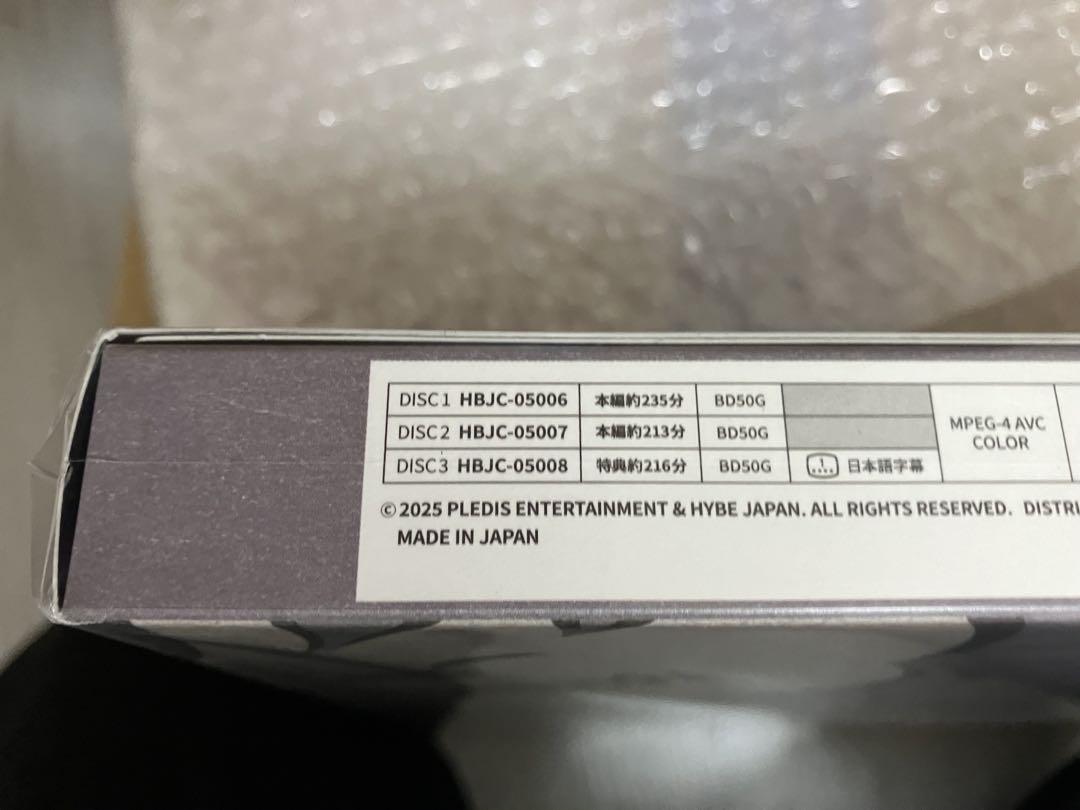 DISC1 HBJC-05006 本編約235分 BD50G
DISC2 HBJC-05007 本編約213分 BD50G
DISC3 HBJC-05008 特典約216分 BD50G 1 日本語字幕
MPEG-4 AVC
COLOR
©2025 PLEDIS ENTERTAINMENT & HYBE JAPAN. ALL RIGHTS RESERVED. DISTRI
MADE IN JAPAN